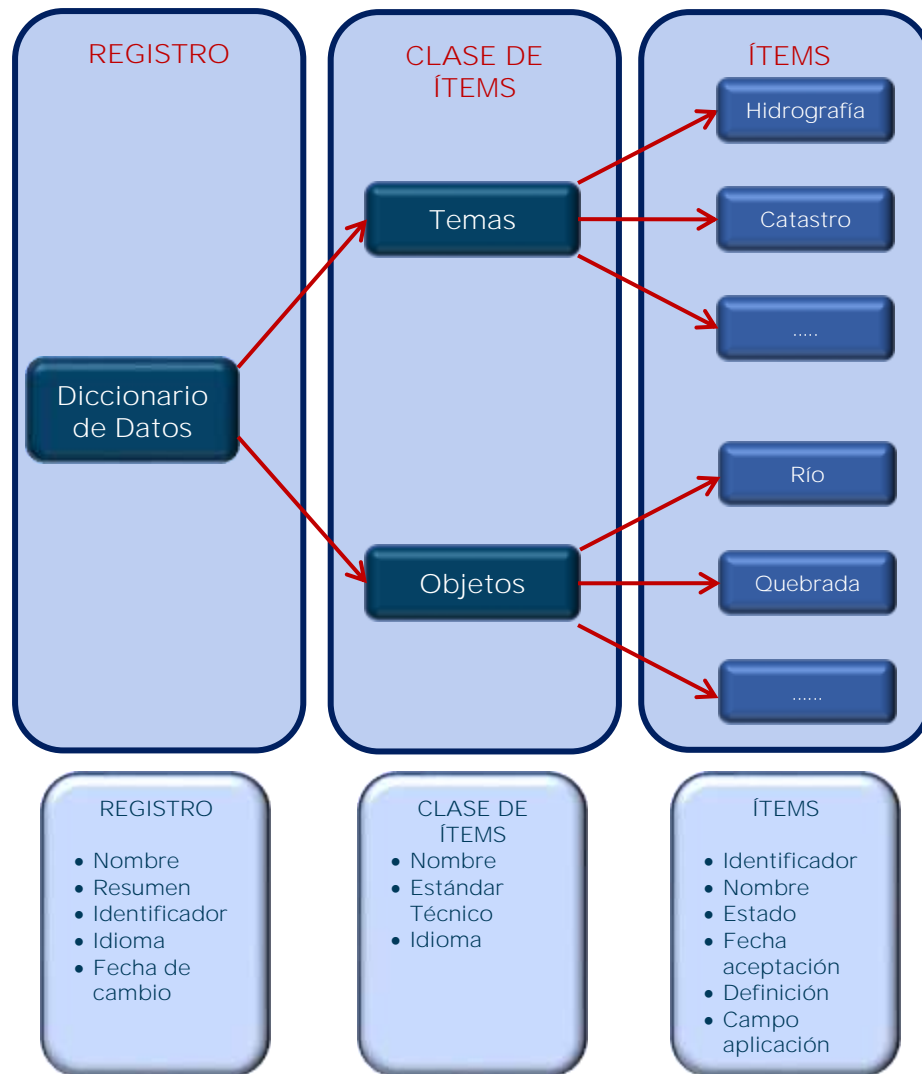 REGISTRO
CLASE DE
ÍTEMS
ÍTEMS
Hidrografía
Temas
Catastro
.....
Diccionario
de Datos
Río
Objetos
Quebrada
......
REGISTRO
• Nombre
• Resumen
• Identificador
• Idioma
• Fecha de
cambio
CLASE DE
ÍTEMS
• Nombre
• Estándar
Técnico
• Idioma
ÍTEMS
• Identificador
• Nombre
• Estado
• Fecha
aceptación
• Definición
• Campo
aplicación